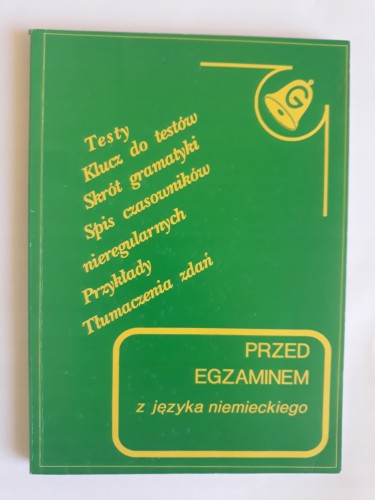 G
Testy
Klucz do testów
Skrót gramatyki
Spis czasowników
nieregularnych
Przykłady
Tłumaczenia zdań
PRZED
EGZAMINEM
z języka niemieckiego